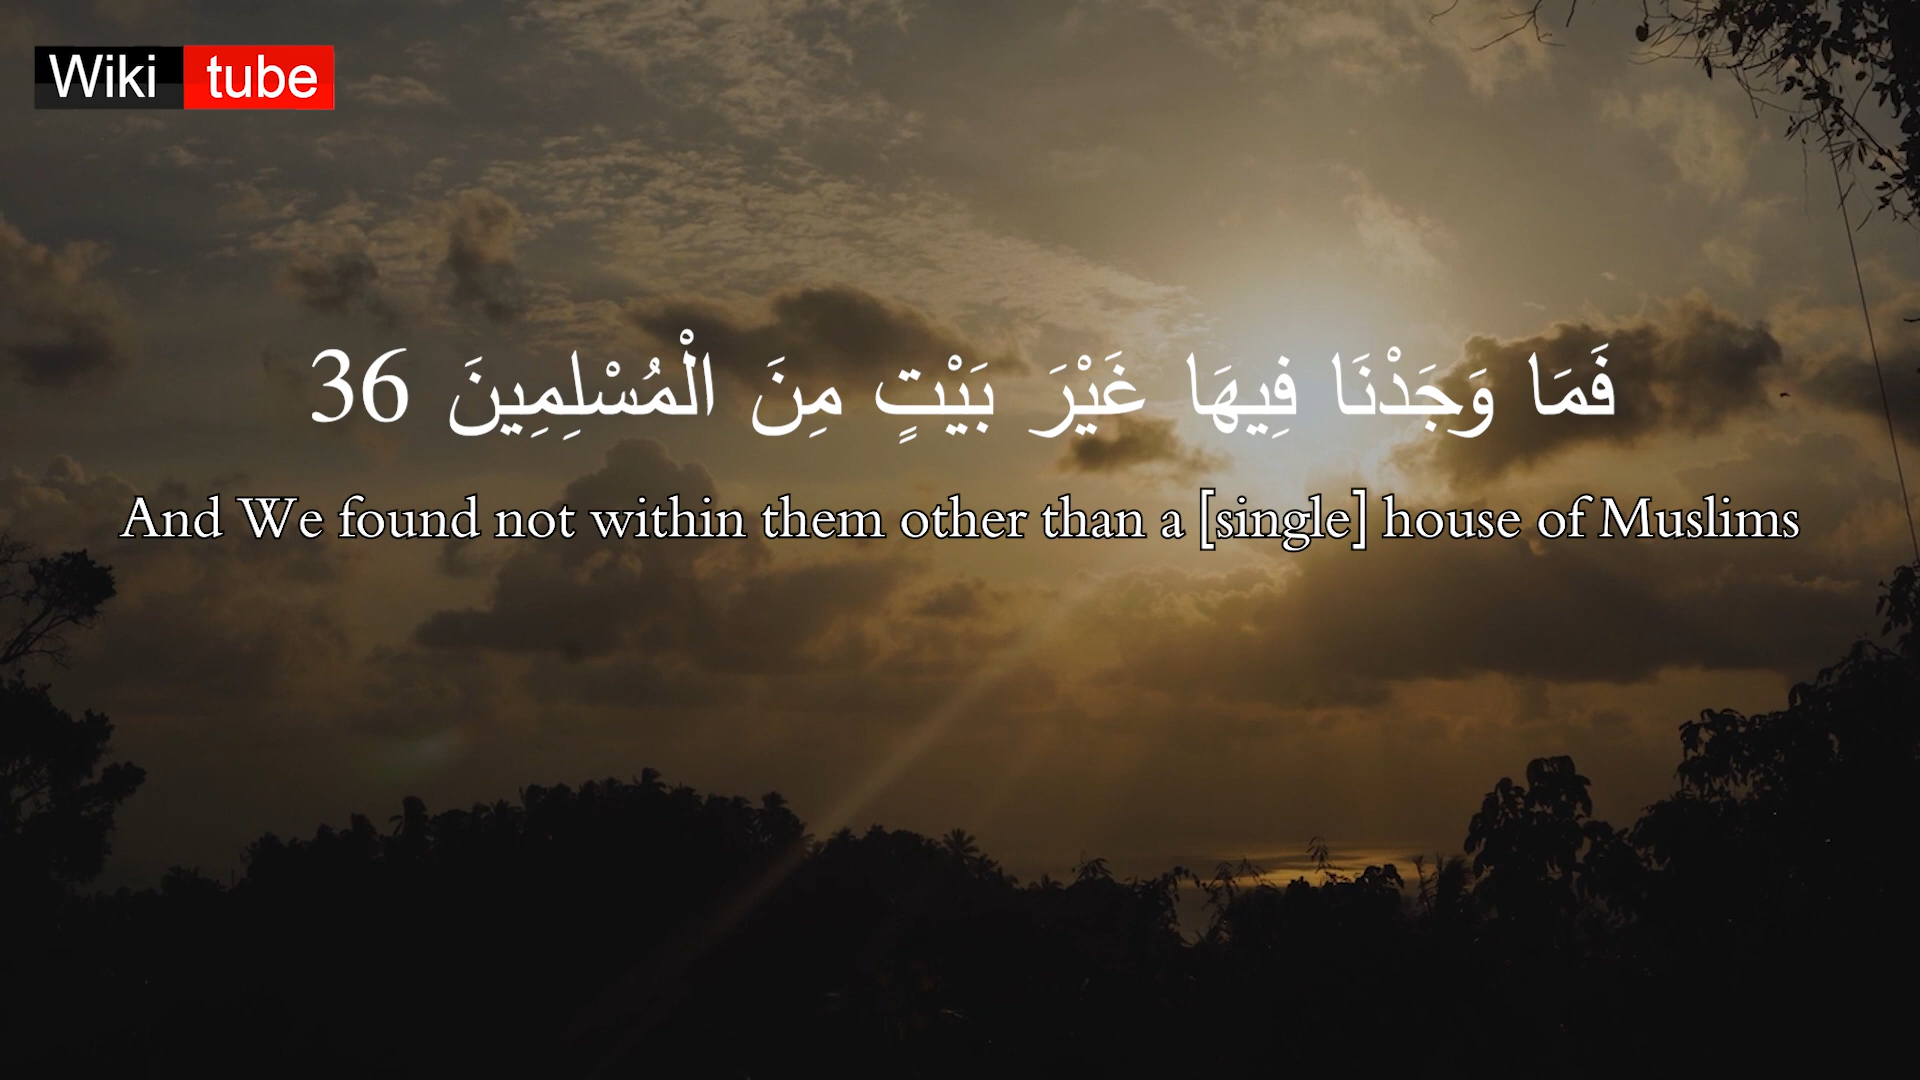 Wiki tube
فَمَا وَجَدْنَا فِيهَا غَيْرَ بَيْتٍ مِنَ الْمُسْلِمِينَ 36
And We found not within them other than a [single] house of Muslims